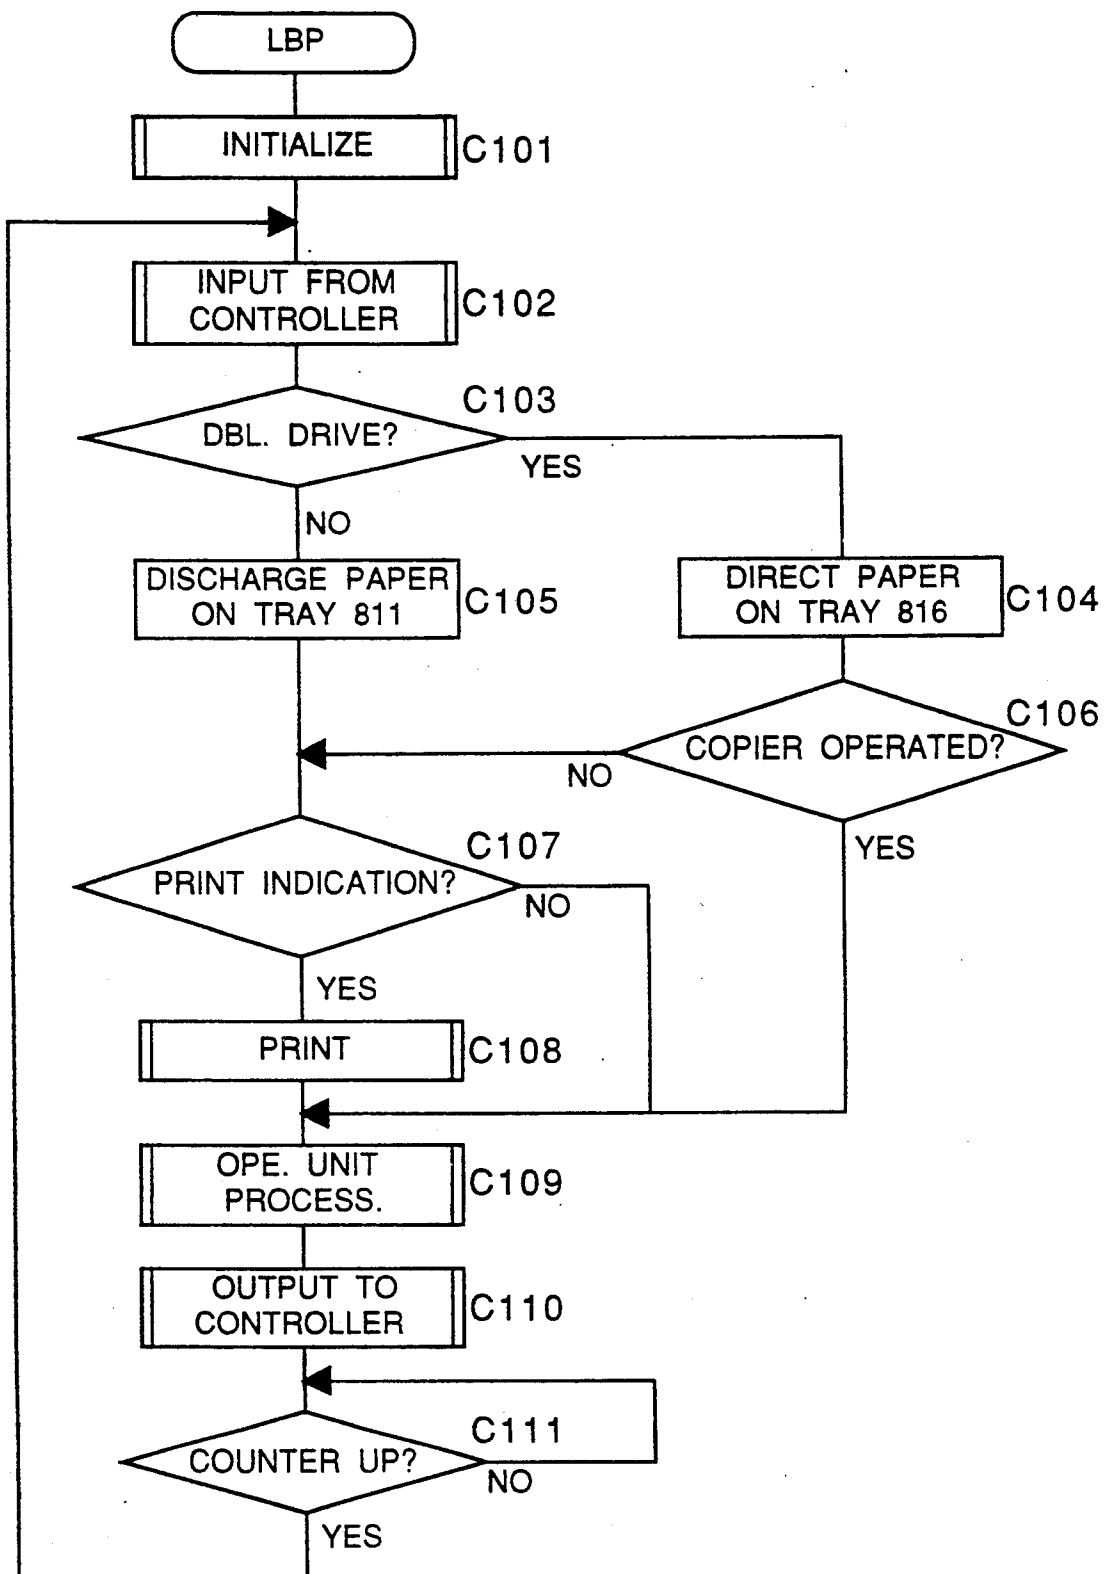 LBP
INITIALIZE
C101
INPUT FROM
CONTROLLER
C102
C103
DBL. DRIVE?
YES
NO
DISCHARGE PAPER
ON TRAY 811
C105
DIRECT PAPER
ON TRAY 816
C104
C106
COPIER OPERATED?
NO
YES
C107
PRINT INDICATION?
NO
YES
PRINT
C108
OPE. UNIT
PROCESS.
C109
OUTPUT TO
CONTROLLER
C110
C111
COUNTER UP?
NO
YES